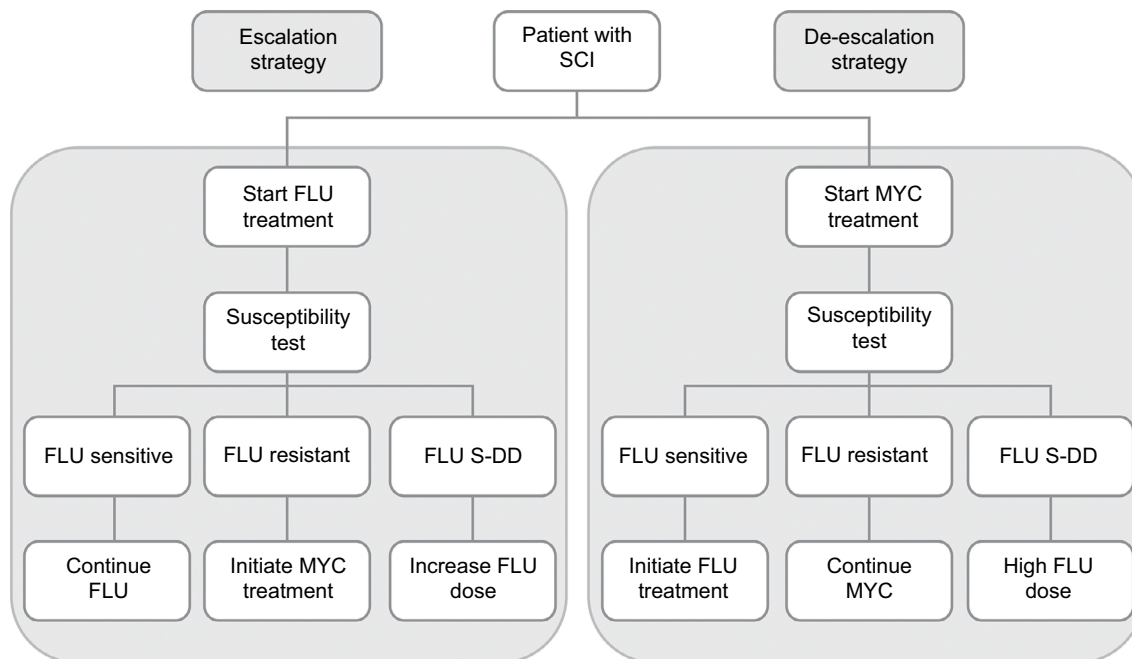 Escalation
strategy
Patient with
SCI
De-escalation
strategy
Start FLU
treatment
Start MYC
treatment
Susceptibility
test
Susceptibility
test
FLU sensitive
FLU resistant
FLU S-DD
FLU sensitive
FLU resistant
FLU S-DD
Continue
FLU
Initiate MYC
treatment
Increase FLU
dose
Initiate FLU
treatment
Continue
MYC
High FLU
dose